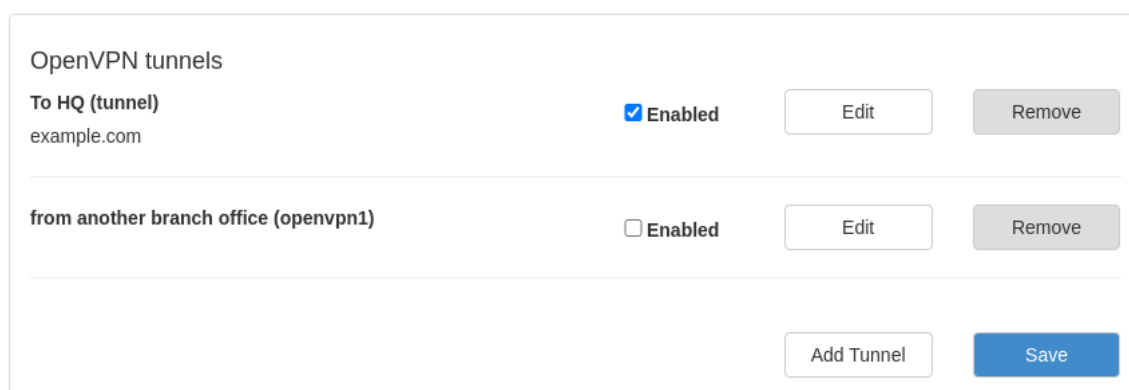 OpenVPN tunnels
To HQ (tunnel)
example.com
Enabled
Edit
Remove
from another branch office (openvpn1)
Enabled
Edit
Remove
Add Tunnel
Save